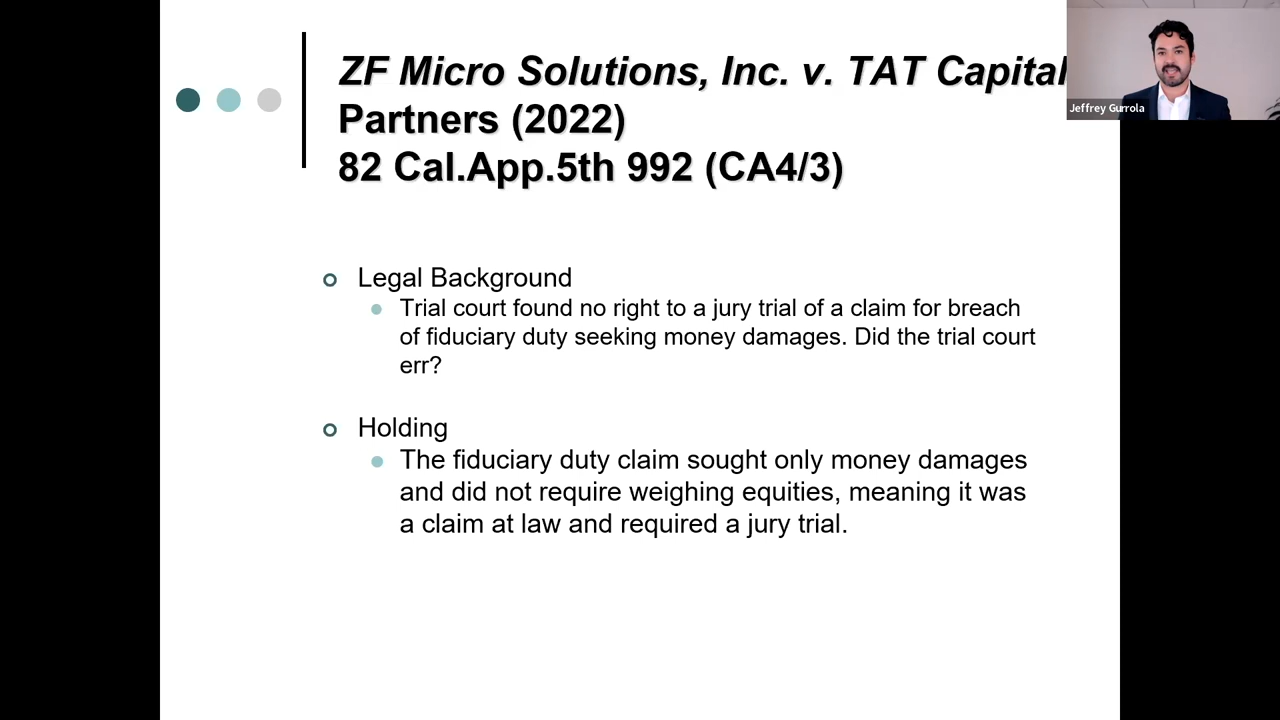 ZF Micro Solutions, Inc. v. TAT Capital
Partners (2022)
82 Cal.App.5th 992 (CA4/3)
Jeffrey Gurrola
Legal Background
Trial court found no right to a jury trial of a claim for breach
of fiduciary duty seeking money damages. Did the trial court
err?
Holding
The fiduciary duty claim sought only money damages
and did not require weighing equities, meaning it was
a claim at law and required a jury trial.